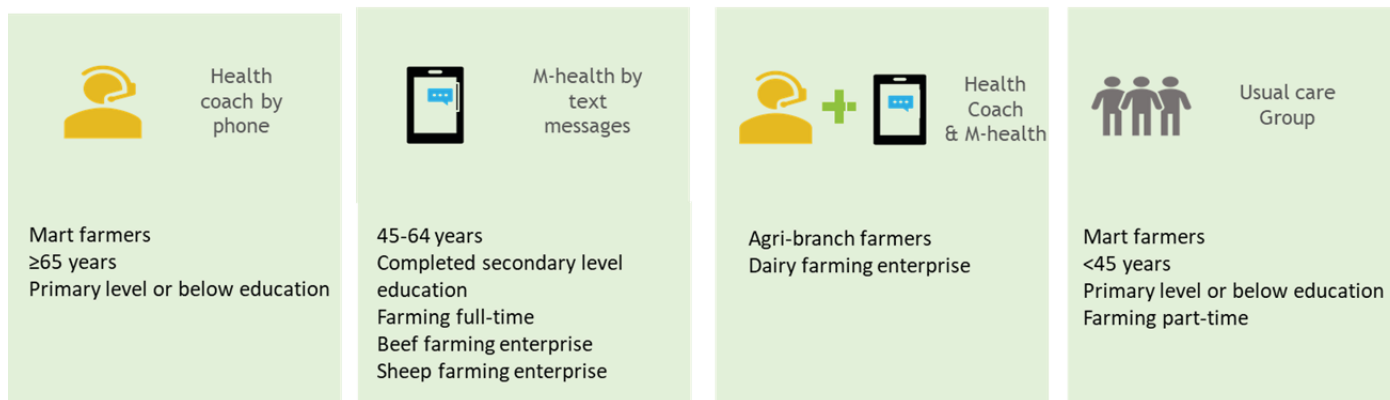 Health
coach by
phone
Mart farmers
≥65 years
Primary level or below education
M-health by
text
messages
45-64 years
Completed secondary level
education
Farming full-time
Beef farming enterprise
Sheep farming enterprise
Health
Coach
& M-health
Agri-branch farmers
Dairy farming enterprise
Usual care
Group
Mart farmers
<45 years
Primary level or below education
Farming part-time